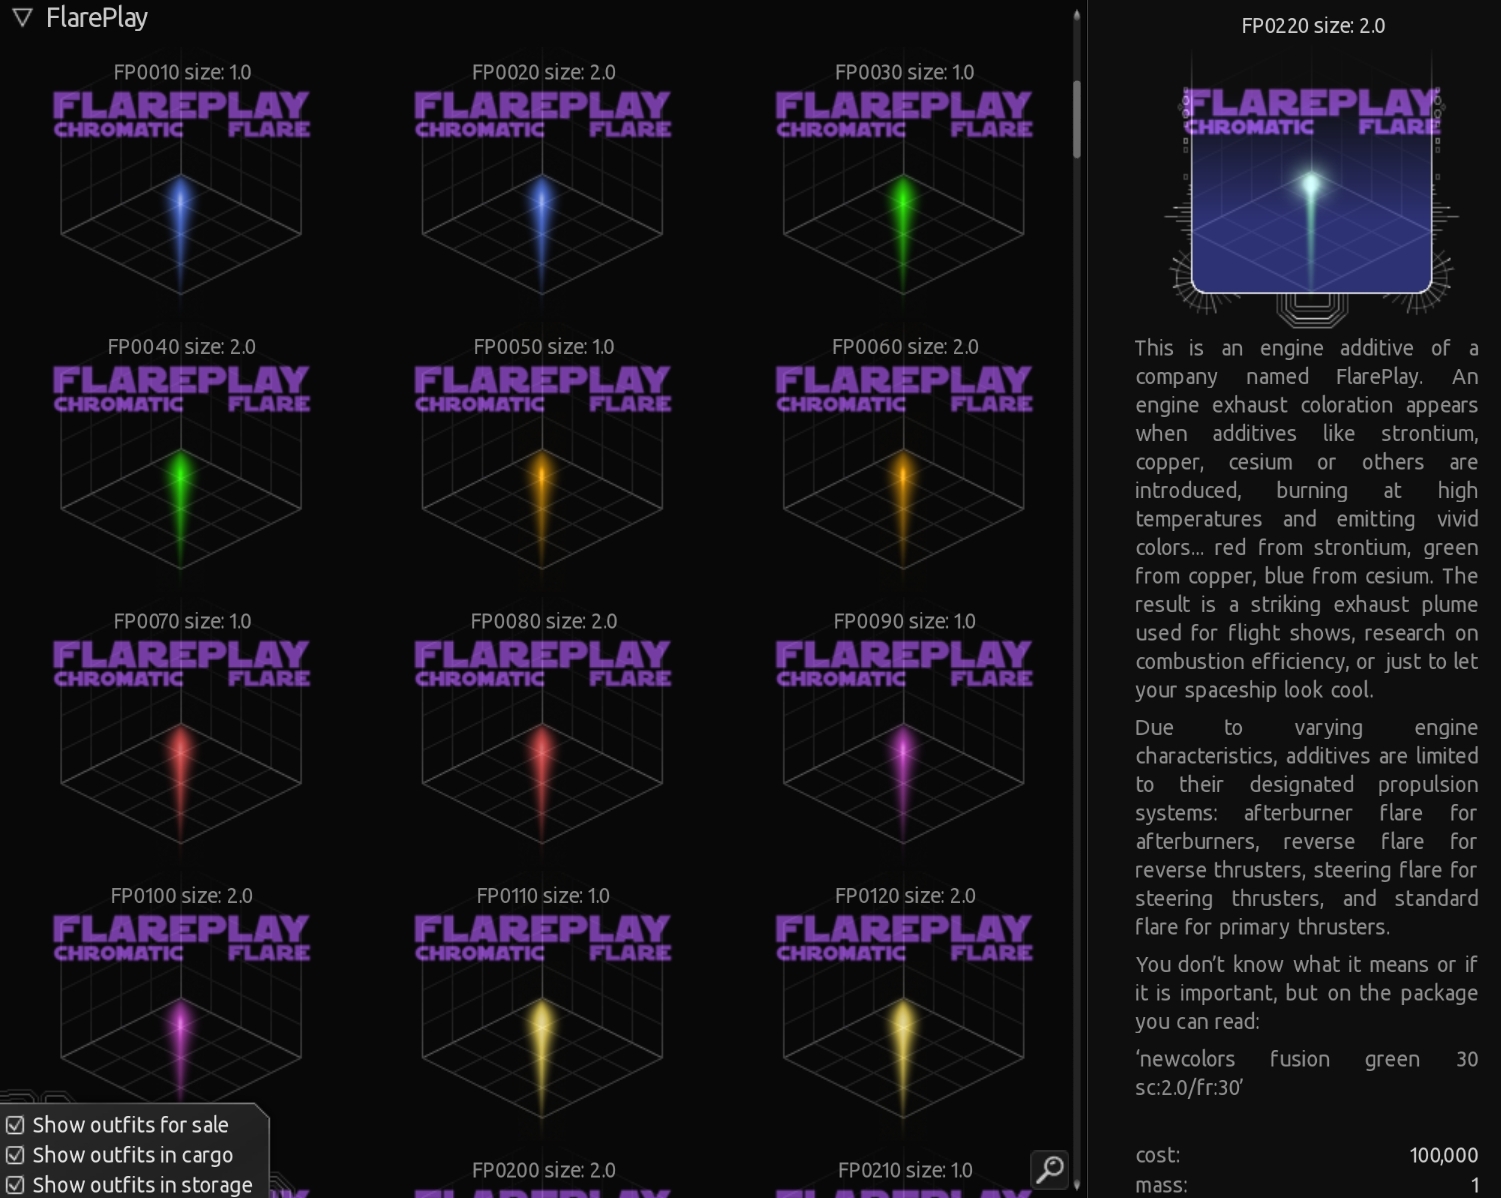 FlarePlay
FP0010 size: 1.0
FLAREPLAY
CHROMATIC FLARE
FP0020 size: 2.0
FLAREPLAY
CHROMATIC FLARE
FP0030 size: 1.0
FLAREPLAY
CHROMATIC FLARE
FP0040 size: 2.0
FLAREPLAY
CHROMATIC FLARE
FP0050 size: 1.0
FLAREPLAY
CHROMATIC FLARE
FP0060 size: 2.0
FLAREPLAY
CHROMATIC FLARE
FP0070 size: 1.0
FLAREPLAY
CHROMATIC FLARE
FP0080 size: 2.0
FLAREPLAY
CHROMATIC FLARE
FP0090 size: 1.0
FLAREPLAY
CHROMATIC FLARE
FP0100 size: 2.0
FLAREPLAY
CHROMATIC FLARE
FP0110 size: 1.0
FLAREPLAY
CHROMATIC FLARE
FP0120 size: 2.0
FLAREPLAY
CHROMATIC FLARE
FP0200 size: 2.0
FP0210 size: 1.0
Show outfits for sale
Show outfits in cargo
Show outfits in storage
FP0220 size: 2.0
FLAREPLAY
CHROMATIC FLARE
This is an engine additive of a
company named FlarePlay. An
engine exhaust coloration appears
when additives like strontium,
copper, cesium or others are
introduced, burning at high
temperatures and emitting vivid
colors... red from strontium, green
from copper, blue from cesium. The
result is a striking exhaust plume
used for flight shows, research on
combustion efficiency, or just to let
your spaceship look cool.
Due to varying engine
characteristics, additives are limited
to their designated propulsion
systems: afterburner flare for
afterburners, reverse flare for
reverse thrusters, steering flare for
steering thrusters, and standard
flare for primary thrusters.
You don’t know what it means or if
it is important, but on the package
you can read:
‘newcolors fusion green 30
sc:2.0/fr:30’
cost: 100,000
mass: 1